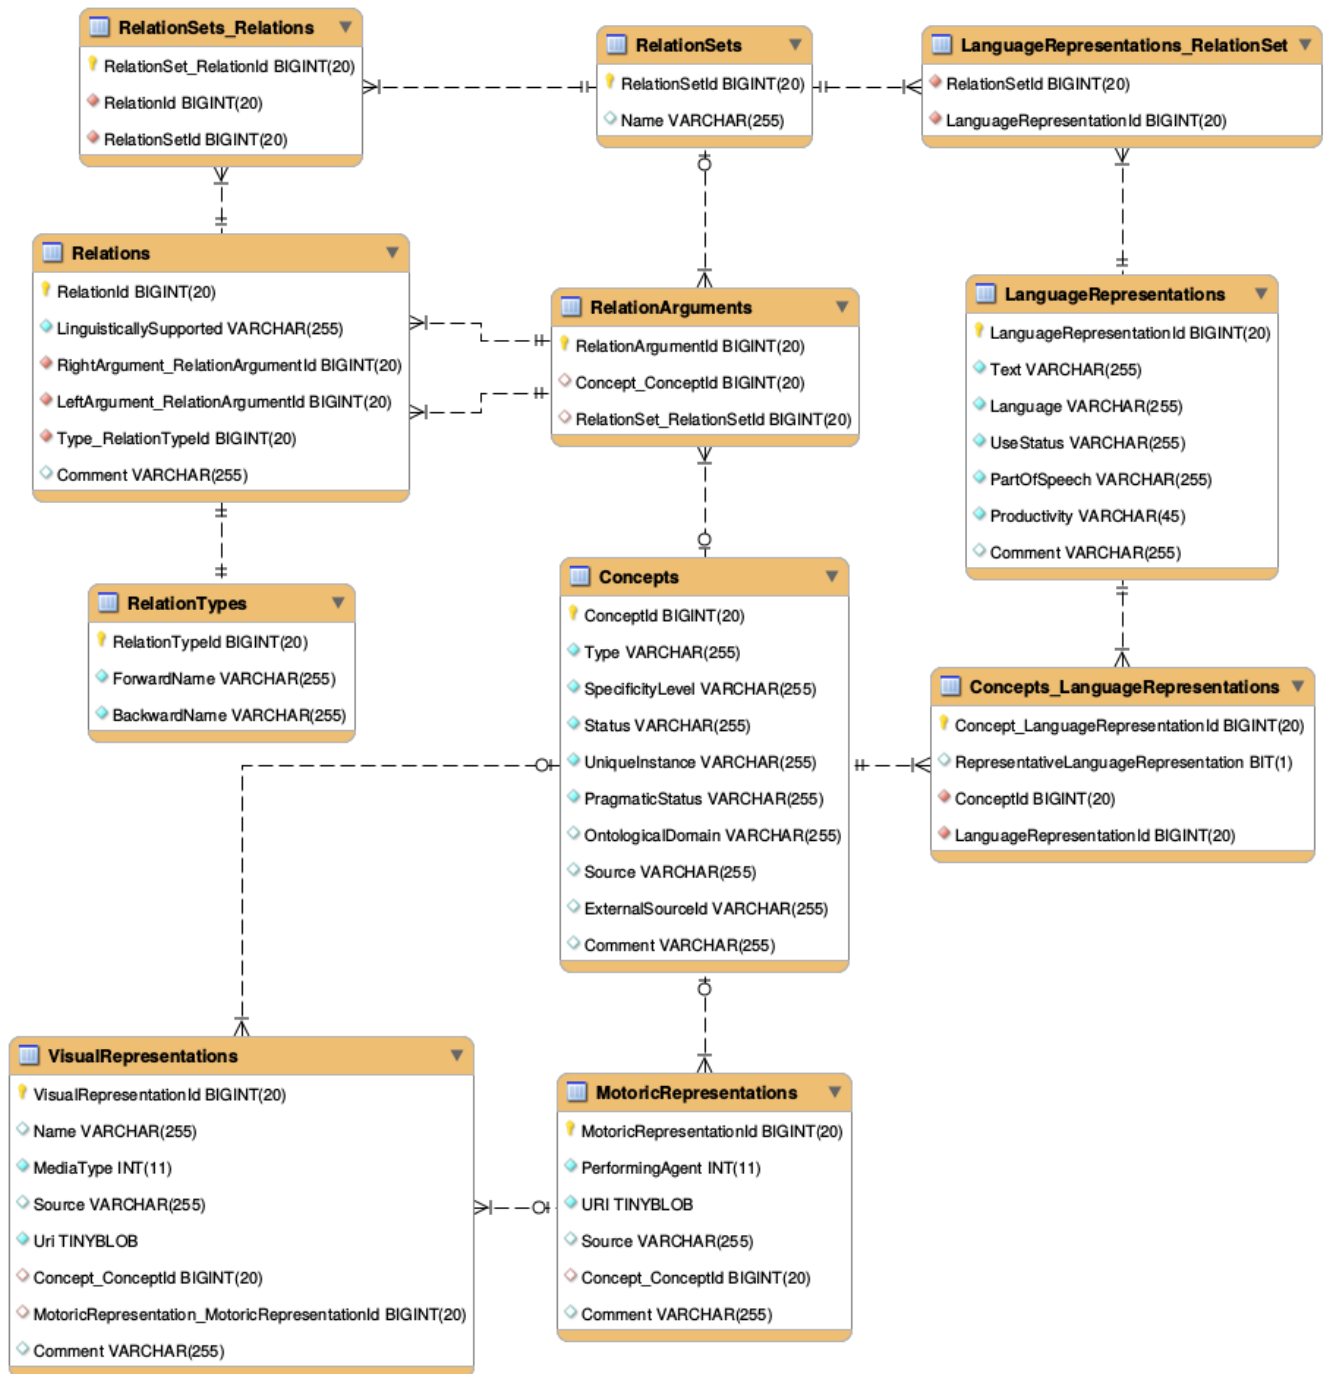 RelationSets_Relations
RelationSet_RelationId BIGINT(20)
RelationId BIGINT(20)
RelationSetId BIGINT(20)
RelationSets
RelationSetId BIGINT(20)
Name VARCHAR(255)
LanguageRepresentations_RelationSet
RelationSetId BIGINT(20)
LanguageRepresentationId BIGINT(20)
Relations
RelationId BIGINT(20)
LinguisticallySupported VARCHAR(255)
RightArgument_RelationArgumentId BIGINT(20)
LeftArgument_RelationArgumentId BIGINT(20)
Type_RelationTypeId BIGINT(20)
Comment VARCHAR(255)
RelationArguments
RelationArgumentId BIGINT(20)
Concept_ConceptId BIGINT(20)
RelationSet_RelationSetId BIGINT(20)
LanguageRepresentations
LanguageRepresentationId BIGINT(20)
Text VARCHAR(255)
Language VARCHAR(255)
UseStatus VARCHAR(255)
PartOfSpeech VARCHAR(255)
Productivity VARCHAR(45)
Comment VARCHAR(255)
RelationTypes
RelationTypeId BIGINT(20)
ForwardName VARCHAR(255)
BackwardName VARCHAR(255)
Concepts
ConceptId BIGINT(20)
Type VARCHAR(255)
SpecificityLevel VARCHAR(255)
Status VARCHAR(255)
UniqueInstance VARCHAR(255)
PragmaticStatus VARCHAR(255)
OntologicalDomain VARCHAR(255)
Source VARCHAR(255)
ExternalSourceId VARCHAR(255)
Comment VARCHAR(255)
Concepts_LanguageRepresentations
Concept_LanguageRepresentationId BIGINT(20)
RepresentativeLanguageRepresentation BIT(1)
ConceptId BIGINT(20)
LanguageRepresentationId BIGINT(20)
VisualRepresentations
VisualRepresentationId BIGINT(20)
Name VARCHAR(255)
MediaType INT(11)
Source VARCHAR(255)
Uri TINYBLOB
Concept_ConceptId BIGINT(20)
MotoricRepresentation_MotoricRepresentationId BIGINT(20)
Comment VARCHAR(255)
MotoricRepresentations
MotoricRepresentationId BIGINT(20)
PerformingAgent INT(11)
URI TINYBLOB
Source VARCHAR(255)
Concept_ConceptId BIGINT(20)
Comment VARCHAR(255)